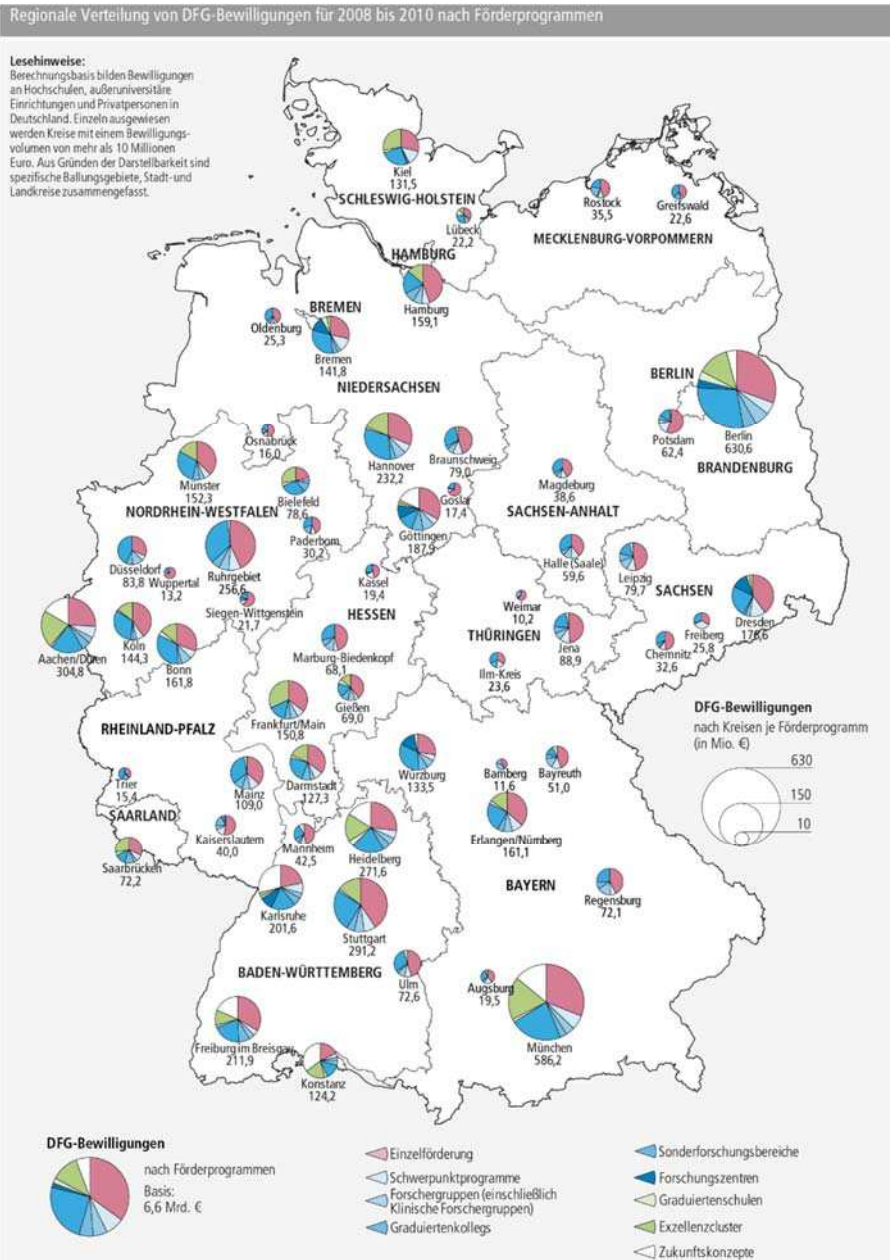 Regionale Verteilung von DFG-Bewilligungen für 2008 bis 2010 nach Förderprogrammen
Lesehinweise:
Berechnungsbasis bilden Bewilligungen
an Hochschulen, außeruniversitäre
Einrichtungen und Privatpersonen in
Deutschland. Einzeln ausgewiesen
werden Kreise mit einem Bewilligungs-
volumen von mehr als 10 Millionen
Euro. Aus Gründen der Darstellbarkeit sind
spezifische Ballungsgebiete, Stadt- und
Landkreise zusammengefasst.
Kiel
131,5
SCHLESWIG-HOLSTEIN
Lübeck
22,2
Rostock
35,5
Greifswald
22,6
MECKLENBURG-VORPOMMERN
HAMBURG
Hamburg
159,1
BREMEN
Oldenburg
25,3
Bremen
141,8
NIEDERSACHSEN
BERLIN
Berlin
630,6
Potsdam
62,4
BRANDENBURG
Osnabrück
16,0
Hannover
232,2
Braunschweig
79,0
Münster
152,3
Bielefeld
78,6
Goslar
17,4
Magdeburg
38,6
SACHSEN-ANHALT
NORDRHEIN-WESTFALEN
Paderborn
30,2
Göttingen
187,9
Düsseldorf
83,8
Wuppertal
13,2
Ruhrgebiet
256,6
Kassel
19,4
Halle (Saale)
59,6
Leipzig
79,7
SACHSEN
Siegen-Wittgenstein
21,7
HESSEN
Weimar
10,2
Dresden
176,6
Aachen/Düren
304,8
Köln
144,3
Bonn
161,8
Marburg-Biedenkopf
68,1
THÜRINGEN
Jena
88,9
Freiberg
25,8
Chemnitz
32,6
Ilm-Kreis
23,6
Gießen
69,0
RHEINLAND-PFALZ
Frankfurt/Main
150,8
DFG-Bewilligungen
nach Kreisen je Förderprogramm
(in Mio. €)
630
150
10
Trier
15,4
Mainz
109,0
Darmstadt
127,3
Würzburg
133,5
Bamberg
11,6
Bayreuth
51,0
SAARLAND
Kaiserslautern
40,0
Mannheim
42,5
Heidelberg
271,6
Erlangen/Nürnberg
161,1
Saarbrücken
72,2
BAYERN
Karlsruhe
201,6
Stuttgart
291,2
Regensburg
72,1
BADEN-WÜRTTEMBERG
Ulm
72,6
Augsburg
19,5
München
586,2
Freiburg im Breisgau
211,9
Konstanz
124,2
DFG-Bewilligungen
nach Förderprogrammen
Basis:
6,6 Mrd. €
Einzelförderung
Schwerpunktprogramme
Forschergruppen (einschließlich
Klinische Forschergruppen)
Graduiertenkollegs
Sonderforschungsbereiche
Forschungszentren
Graduiertenschulen
Exzellenzcluster
Zukunftskonzepte